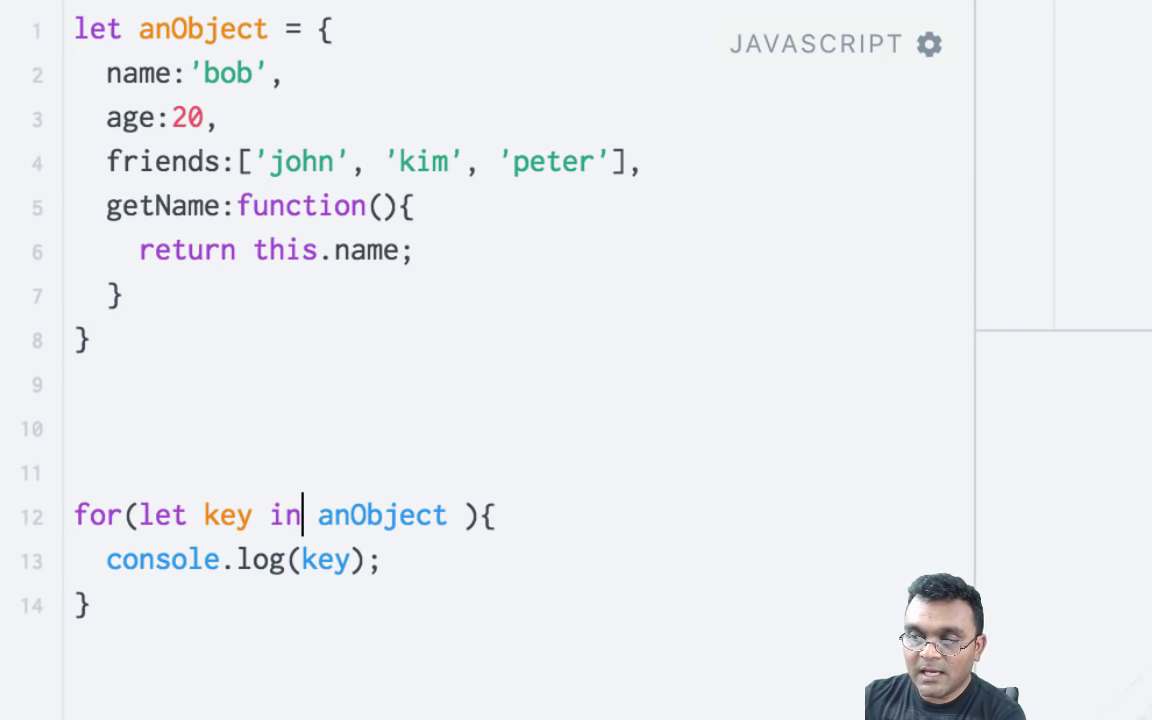 JAVASCRIPT
1 let anObject = {
2 name:'bob',
3 age:20,
4 friends:['john', 'kim', 'peter'],
5 getName:function(){
6 return this.name;
7 }
8 }
9
10
11
12 for(let key in anObject ){
13 console.log(key);
14 }